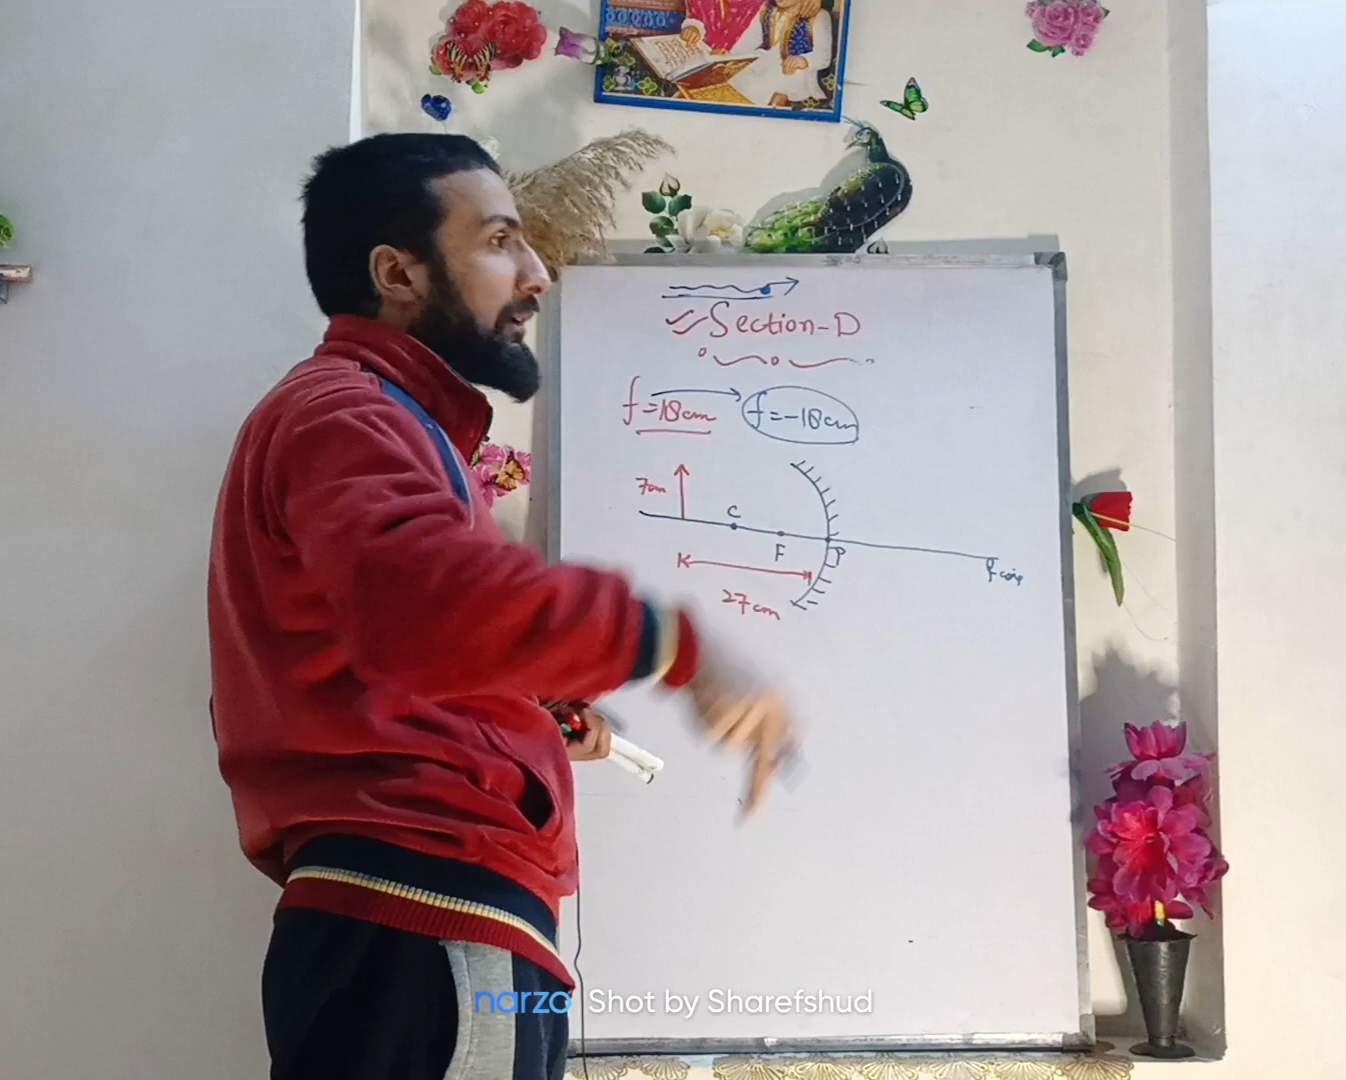 Section-D
f=18cm f=-18cm
7cm
C
F
P
27cm
narzo Shot by Sharefshud